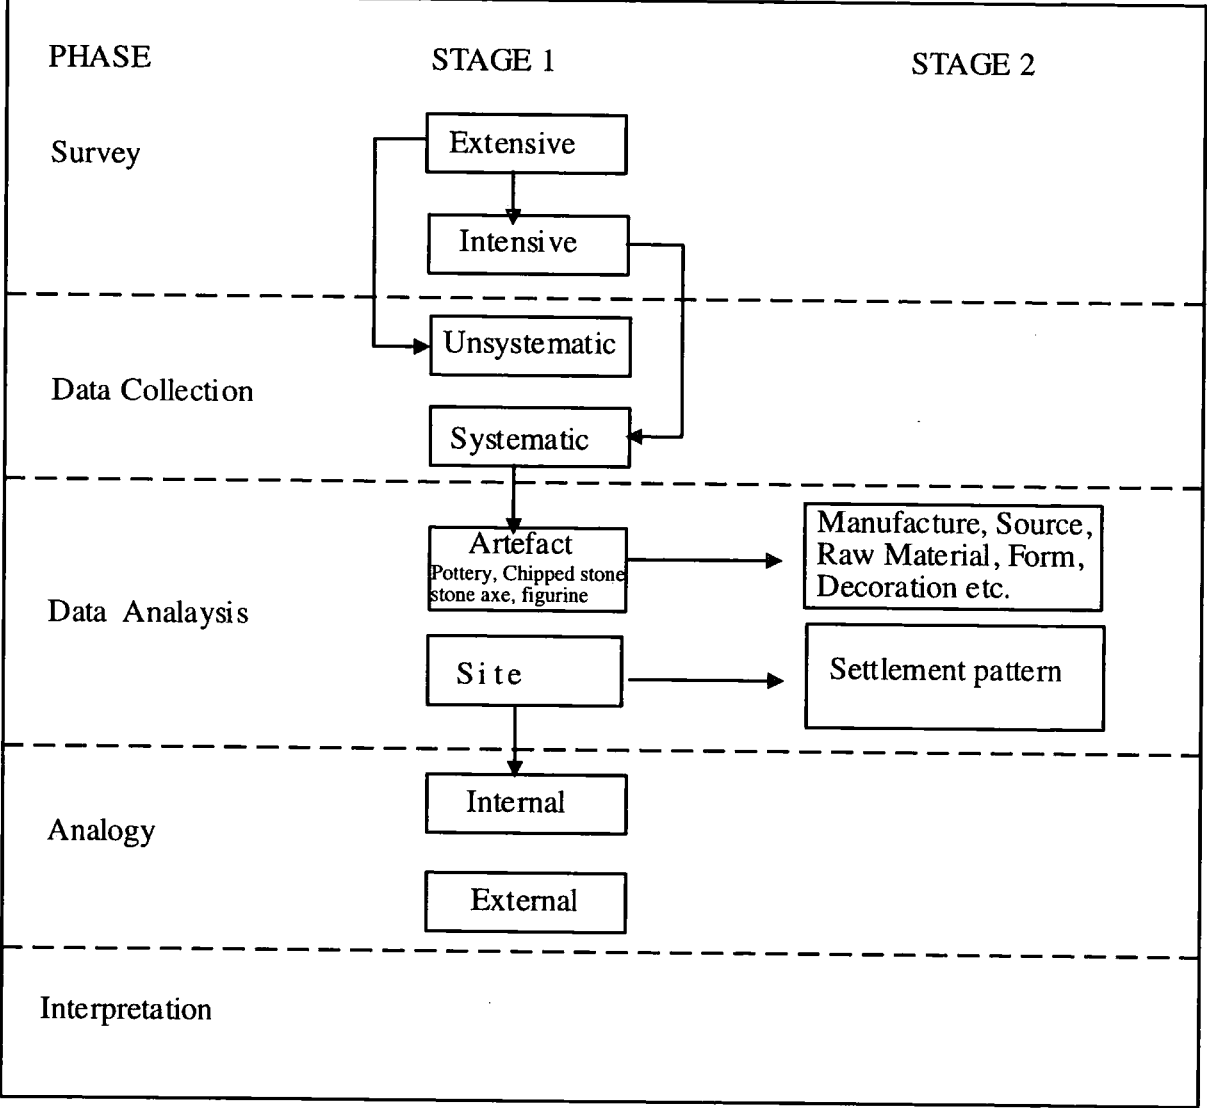 PHASE
STAGE 1
STAGE 2
Survey
Extensive
Intensive
Data Collection
Unsystematic
Systematic
Data Analaysis
Artefact
Pottery, Chipped stone
stone axe, figurine
Manufacture, Source,
Raw Material, Form,
Decoration etc.
Site
Settlement pattern
Analogy
Internal
External
Interpretation